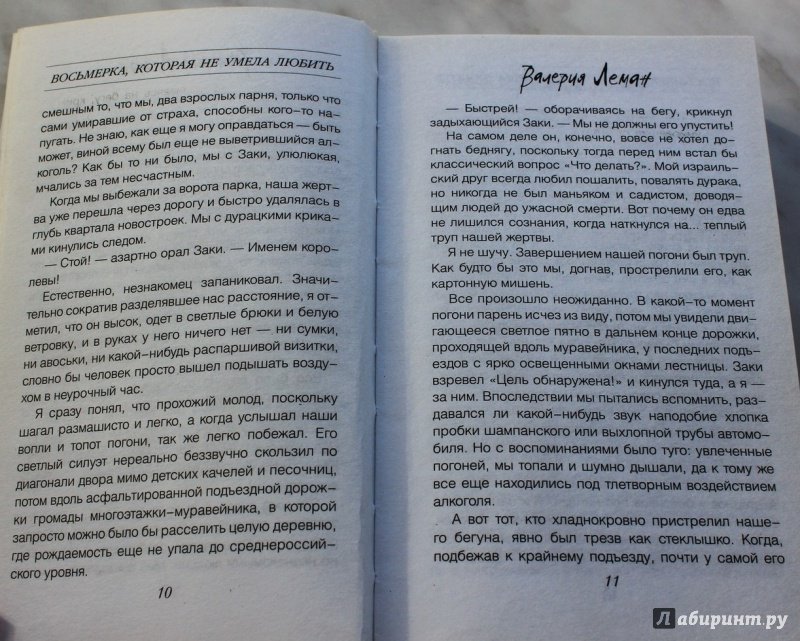 ВОСЬМЕРКА, КОТОРАЯ НЕ УМЕЛА ЛЮБИТЬ
смешным то, что мы, два взрослых парня, только что
сами умиравшие от страха, способны кого-то на-
пугать. Не знаю, как еще я могу оправдаться — быть
может, виной всему был еще не выветрившийся ал-
коголь? Как бы то ни было, мы с Заки, улюлюкая,
мчались за тем несчастным.
Когда мы выбежали за ворота парка, наша жерт-
ва уже перешла через дорогу и быстро удалялась в
глубь квартала новостроек. Мы с дурацкими крика-
ми кинулись следом.
— Стой! — азартно орал Заки. — Именем коро-
левы!
Естественно, незнакомец запаниковал. Значи-
тельно сократив разделявшее нас расстояние, я от-
метил, что он высок, одет в светлые брюки и белую
ветровку, и в руках у него ничего нет — ни сумки,
ни авоськи, ни какой-нибудь распаршивой визитки,
словно бы человек просто вышел подышать возду-
хом в неурочный час.
Я сразу понял, что прохожий молод, поскольку
шагал размашисто и легко, а когда услышал наши
вопли и топот погони, так же легко побежал. Его
светлый силуэт нереально беззвучно скользил по
диагонали двора мимо детских качелей и песочниц,
потом вдоль асфальтированной подъездной дорож-
ки громады многоэтажки-муравейника, в которой
запросто можно было бы расселить целую деревню,
где рождаемость еще не упала до среднероссий-
ского уровня.
10
Валерия Леман
— Быстрей! — оборачиваясь на бегу, крикнул
задыхающийся Заки. — Мы не должны его упустить!
На самом деле он, конечно, вовсе не хотел до-
гнать беднягу, поскольку тогда перед ним встал бы
классический вопрос «Что делать?». Мой израиль-
ский друг всегда любил пошалить, повалять дурака,
но никогда не был маньяком и садистом, доводя-
щим людей до ужасной смерти. Вот почему он едва
не лишился сознания, когда наткнулся на... теплый
труп нашей жертвы.
Я не шучу. Завершением нашей погони был труп.
Как будто бы это мы, догнав, прострелили его, как
картонную мишень.
Все произошло неожиданно. В какой-то момент
погони парень исчез из виду, потом мы увидели дви-
гающееся светлое пятно в дальнем конце дорожки,
проходящей вдоль муравейника, у последних подъ-
ездов с ярко освещенными окнами лестницы. Заки
взревел «Цель обнаружена!» и кинулся туда, а я —
за ним. Впоследствии мы пытались вспомнить, раз-
давался ли какой-нибудь звук наподобие хлопка
пробки шампанского или выхлопной трубы автомо-
биля. Но с воспоминаниями было туго: увлеченные
погоней, мы топали и шумно дышали, да к тому же
все еще находились под тлетворным воздействием
алкоголя.
А вот тот, кто хладнокровно пристрелил наше-
го бегуна, явно был трезв как стеклышко. Когда,
подбежав к крайнему подъезду, почти у самой его
11
Лабиринт.ру